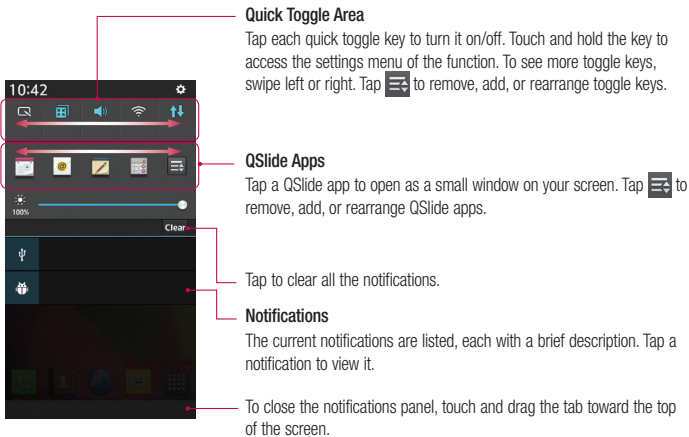 Quick Toggle Area
Tap each quick toggle key to turn it on/off. Touch and hold the key to
access the settings menu of the function. To see more toggle keys,
swipe left or right. Tap to remove, add, or rearrange toggle keys.
10:42
QSlide Apps
Tap a QSlide app to open as a small window on your screen. Tap to
remove, add, or rearrange QSlide apps.
100%
Clear
Tap to clear all the notifications.
Notifications
The current notifications are listed, each with a brief description. Tap a
notification to view it.
To close the notifications panel, touch and drag the tab toward the top
of the screen.